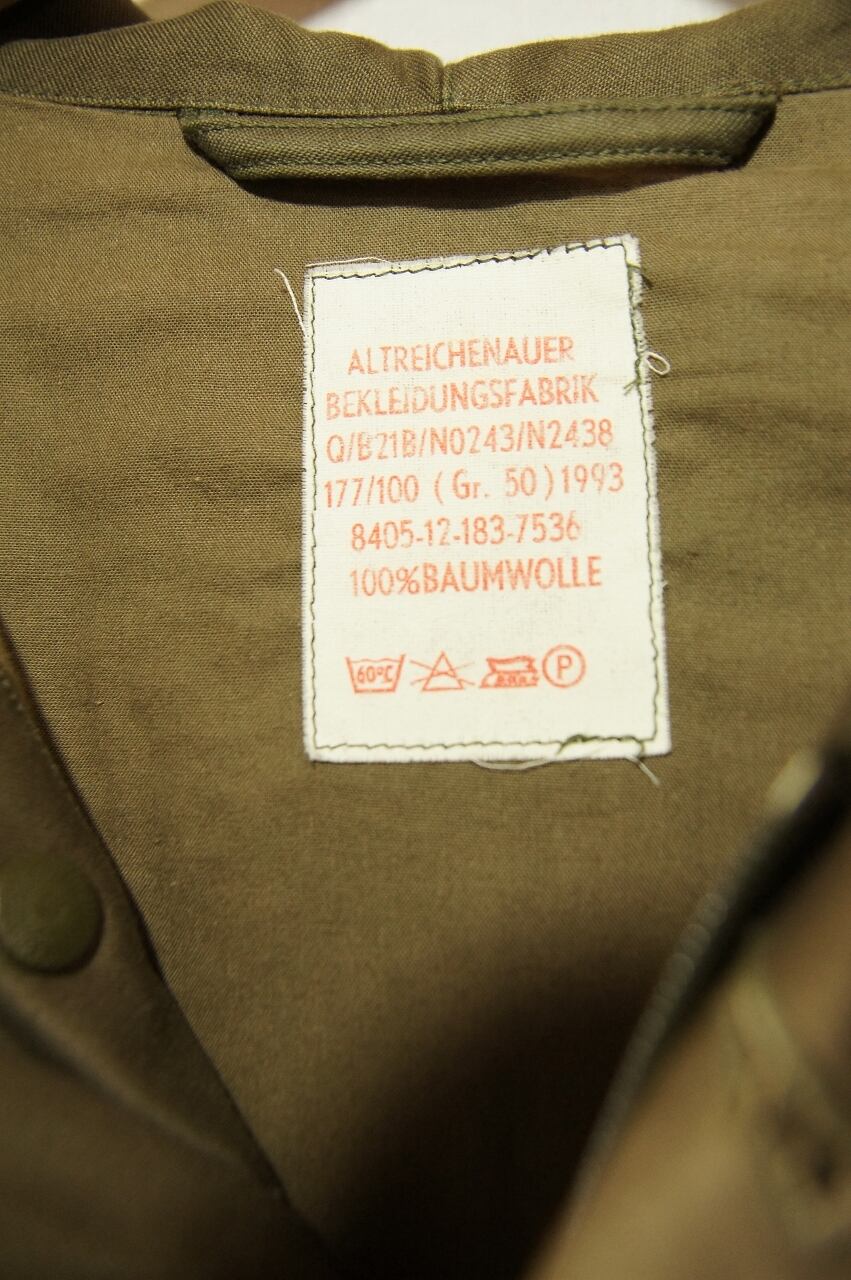 ALTREICHENAUER
BEKLEIDUNGSFABRIK
Q/B21B/N0243/N2438
177/100 (Gr. 50) 1993
8405-12-183-7536
100%BAUMWOLLE
60°C P